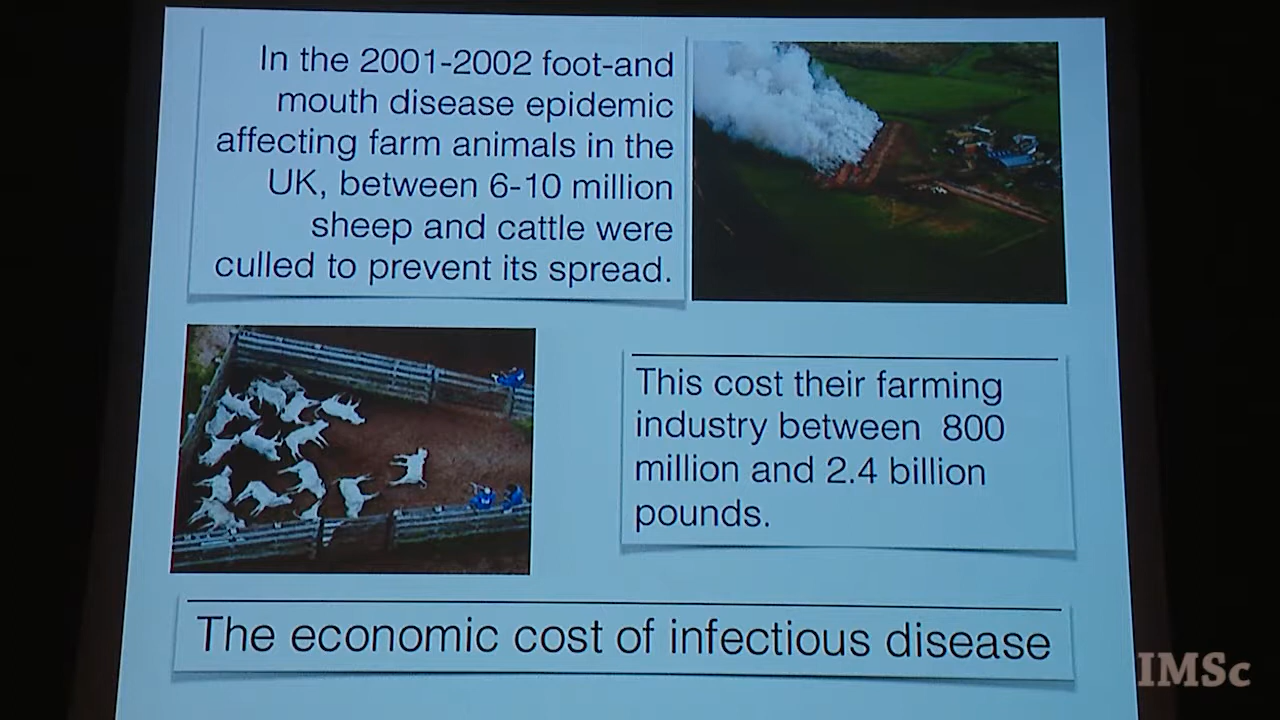 In the 2001-2002 foot-and
mouth disease epidemic
affecting farm animals in the
UK, between 6-10 million
sheep and cattle were
culled to prevent its spread.
This cost their farming
industry between 800
million and 2.4 billion
pounds.
The economic cost of infectious disease
IMSc